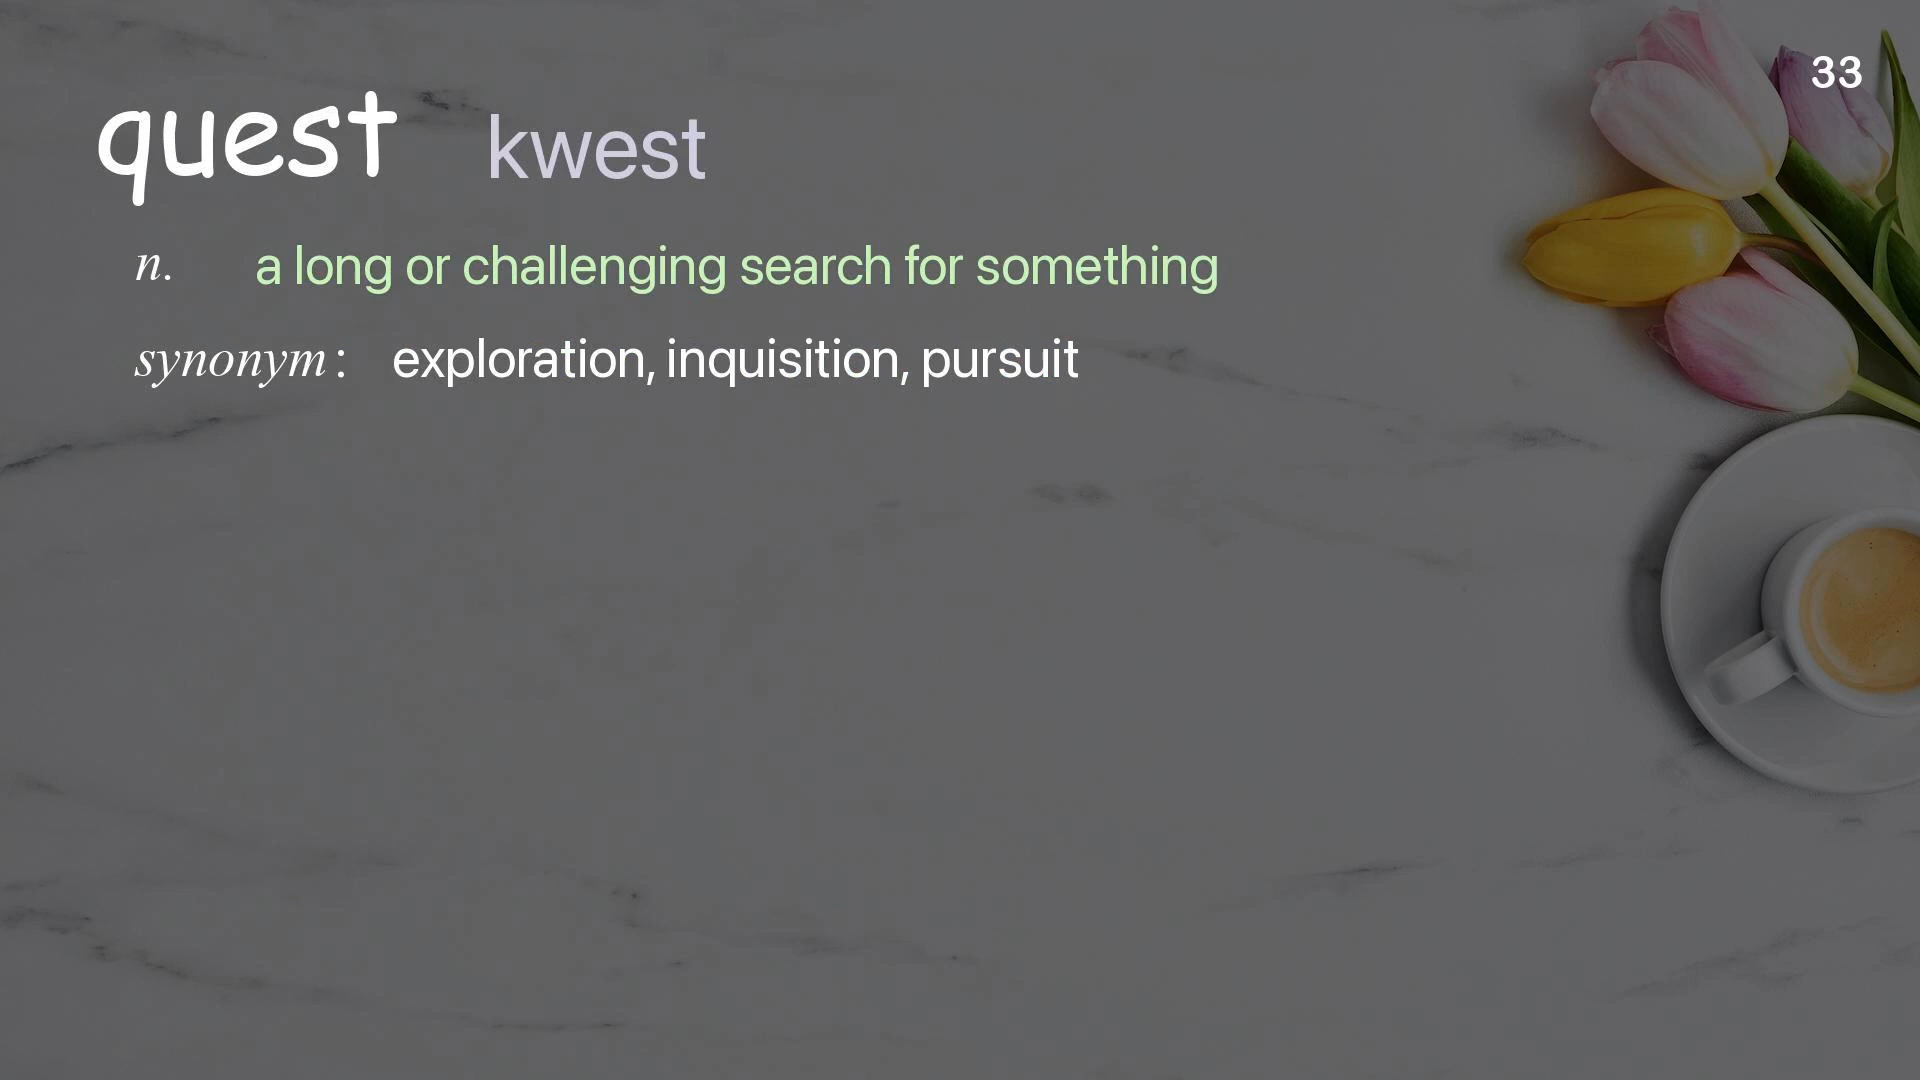 33
quest kwest
n. a long or challenging search for something
synonym: exploration, inquisition, pursuit